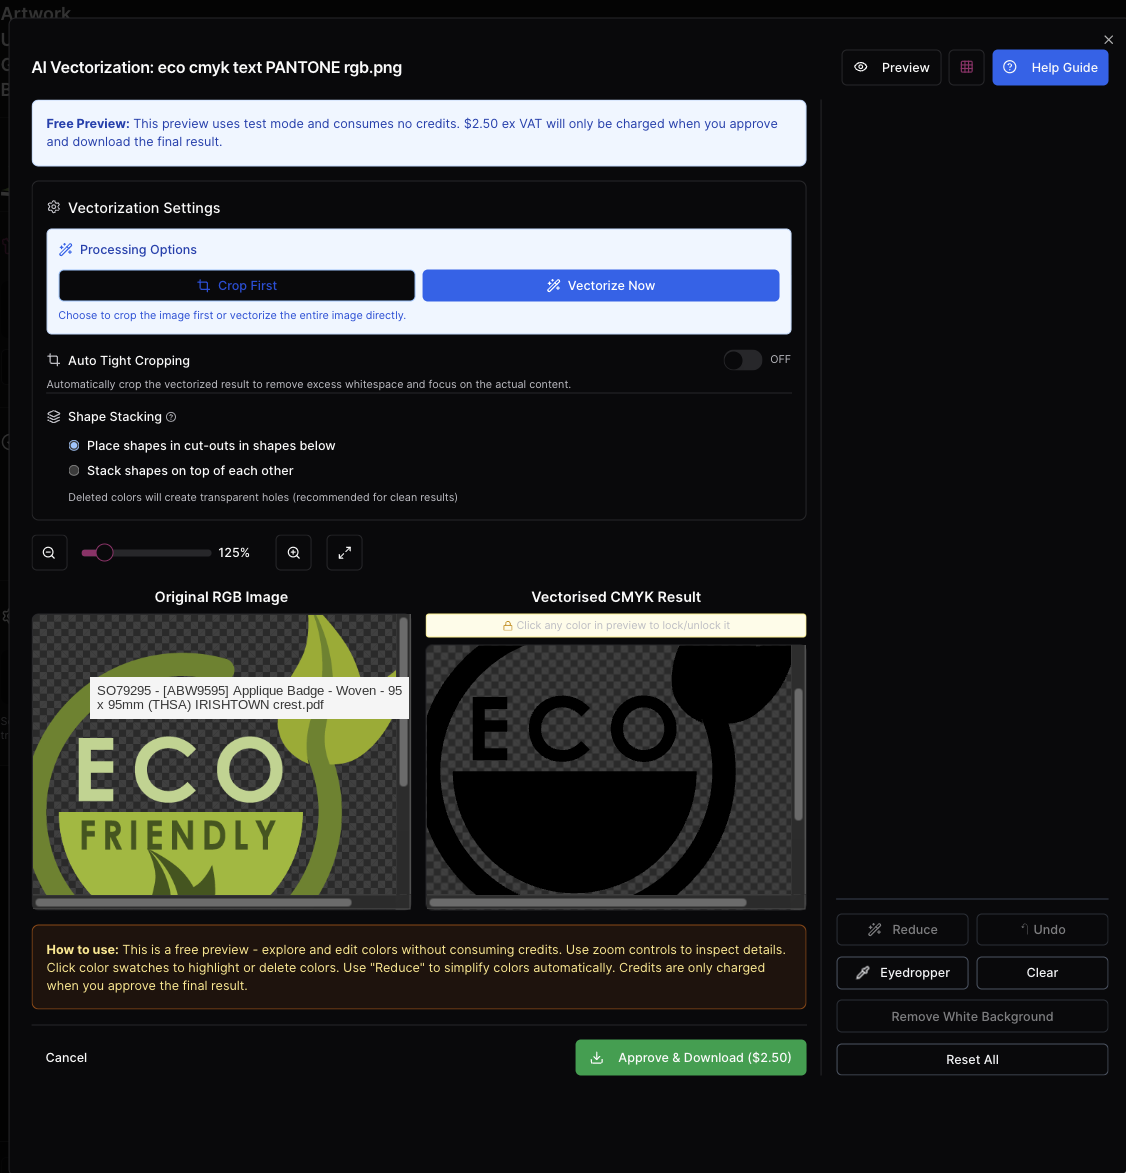 Artwork
AI Vectorization: eco cmyk text PANTONE rgb.png
Preview
Help Guide
Free Preview: This preview uses test mode and consumes no credits. $2.50 ex VAT will only be charged when you approve
and download the final result.
Vectorization Settings
Processing Options
Crop First
Vectorize Now
Choose to crop the image first or vectorize the entire image directly.
Auto Tight Cropping
OFF
Automatically crop the vectorized result to remove excess whitespace and focus on the actual content.
Shape Stacking
Place shapes in cut-outs in shapes below
Stack shapes on top of each other
Deleted colors will create transparent holes (recommended for clean results)
125%
Original RGB Image
Vectorised CMYK Result
Click any color in preview to lock/unlock it
SO79295 - [ABW9595] Applique Badge - Woven - 95
x 95mm (THSA) IRISHTOWN crest.pdf
ECO
FRIENDLY
ECO
How to use: This is a free preview - explore and edit colors without consuming credits. Use zoom controls to inspect details.
Click color swatches to highlight or delete colors. Use "Reduce" to simplify colors automatically. Credits are only charged
when you approve the final result.
Reduce
Undo
Eyedropper
Clear
Remove White Background
Reset All
Cancel
Approve & Download ($2.50)